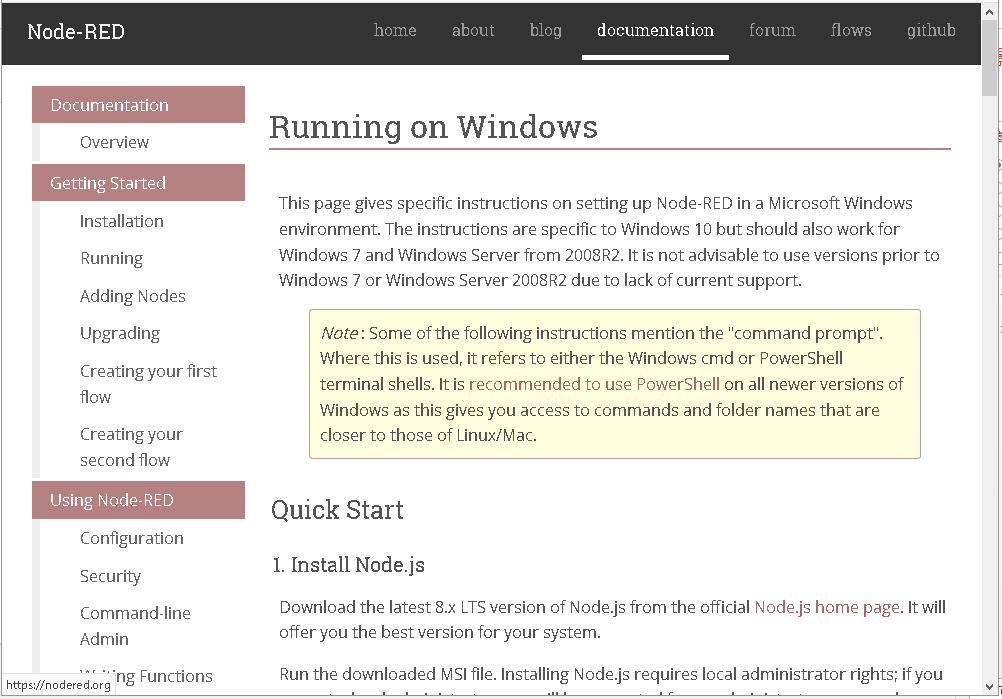 Node-RED
home about blog documentation forum flows github
Documentation
Overview
Getting Started
Installation
Running
Adding Nodes
Upgrading
Creating your first
flow
Creating your
second flow
Using Node-RED
Configuration
Security
Command-line
Admin
Writing Functions
https://nodered.org
Running on Windows
This page gives specific instructions on setting up Node-RED in a Microsoft Windows
environment. The instructions are specific to Windows 10 but should also work for
Windows 7 and Windows Server from 2008R2. It is not advisable to use versions prior to
Windows 7 or Windows Server 2008R2 due to lack of current support.
Note: Some of the following instructions mention the "command prompt".
Where this is used, it refers to either the Windows cmd or PowerShell
terminal shells. It is recommended to use PowerShell on all newer versions of
Windows as this gives you access to commands and folder names that are
closer to those of Linux/Mac.
Quick Start
1. Install Node.js
Download the latest 8.x LTS version of Node.js from the official Node.js home page. It will
offer you the best version for your system.
Run the downloaded MSI file. Installing Node.js requires local administrator rights; if you